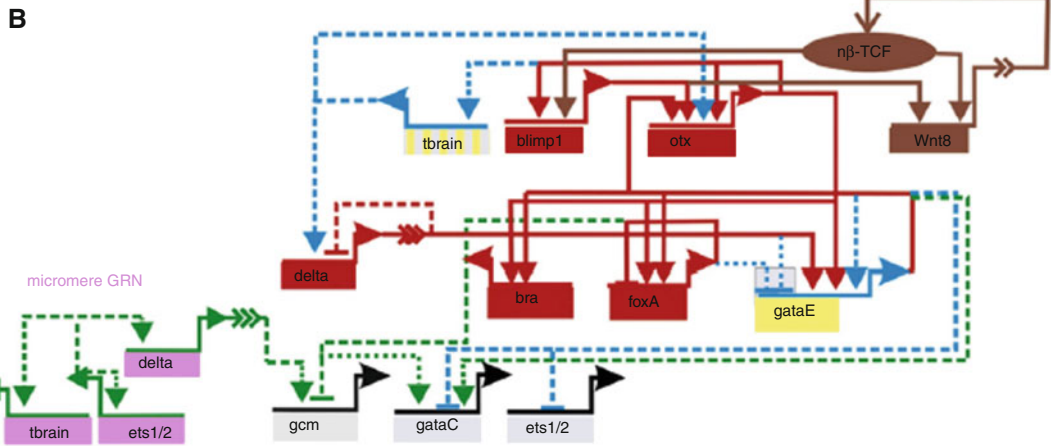 B
nβ-TCF
tbrain
blimp1
otx
Wnt8
delta
bra
foxA
gataE
micromere GRN
delta
tbrain
ets1/2
gcm
gataC
ets1/2